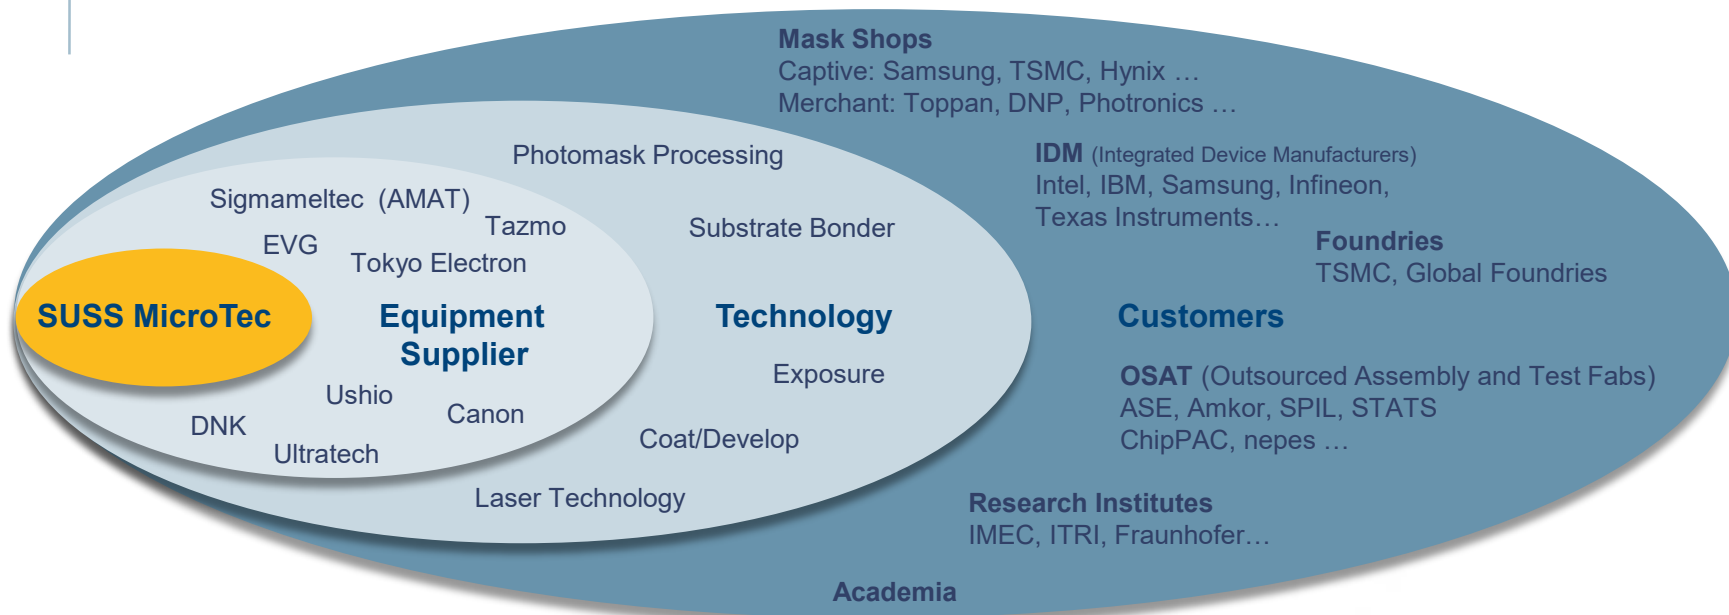 Mask Shops
Captive: Samsung, TSMC, Hynix …
Merchant: Toppan, DNP, Photronics …
Photomask Processing
IDM (Integrated Device Manufacturers)
Intel, IBM, Samsung, Infineon,
Texas Instruments…
Sigmameltec (AMAT)
Tazmo
Substrate Bonder
EVG
Tokyo Electron
Foundries
TSMC, Global Foundries
SUSS MicroTec
Equipment
Supplier
Technology
Customers
Exposure
OSAT (Outsourced Assembly and Test Fabs)
ASE, Amkor, SPIL, STATS
ChipPAC, nepes …
Ushio
Canon
DNK
Ultratech
Coat/Develop
Laser Technology
Research Institutes
IMEC, ITRI, Fraunhofer…
Academia